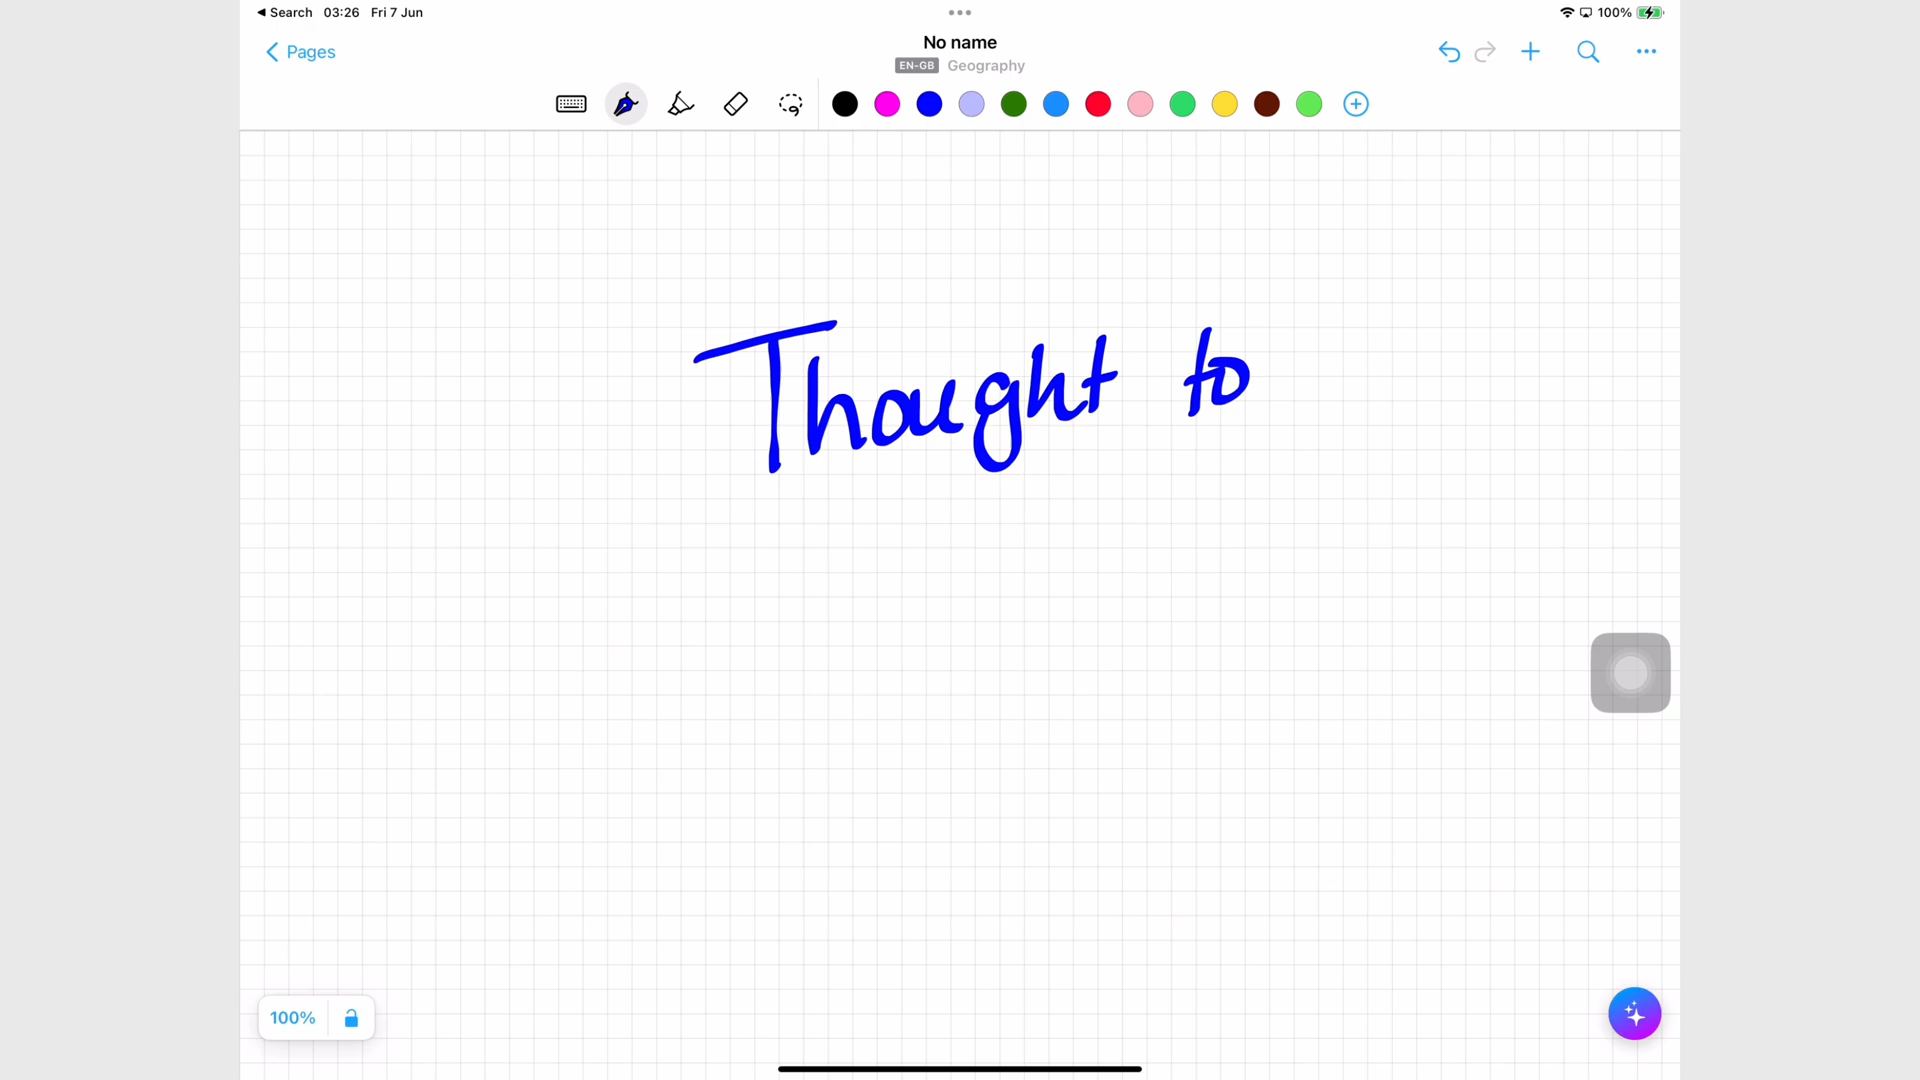 Search 03:26 Fri 7 Jun 100%
Pages No name
EN-GB Geography
Thought to
100%